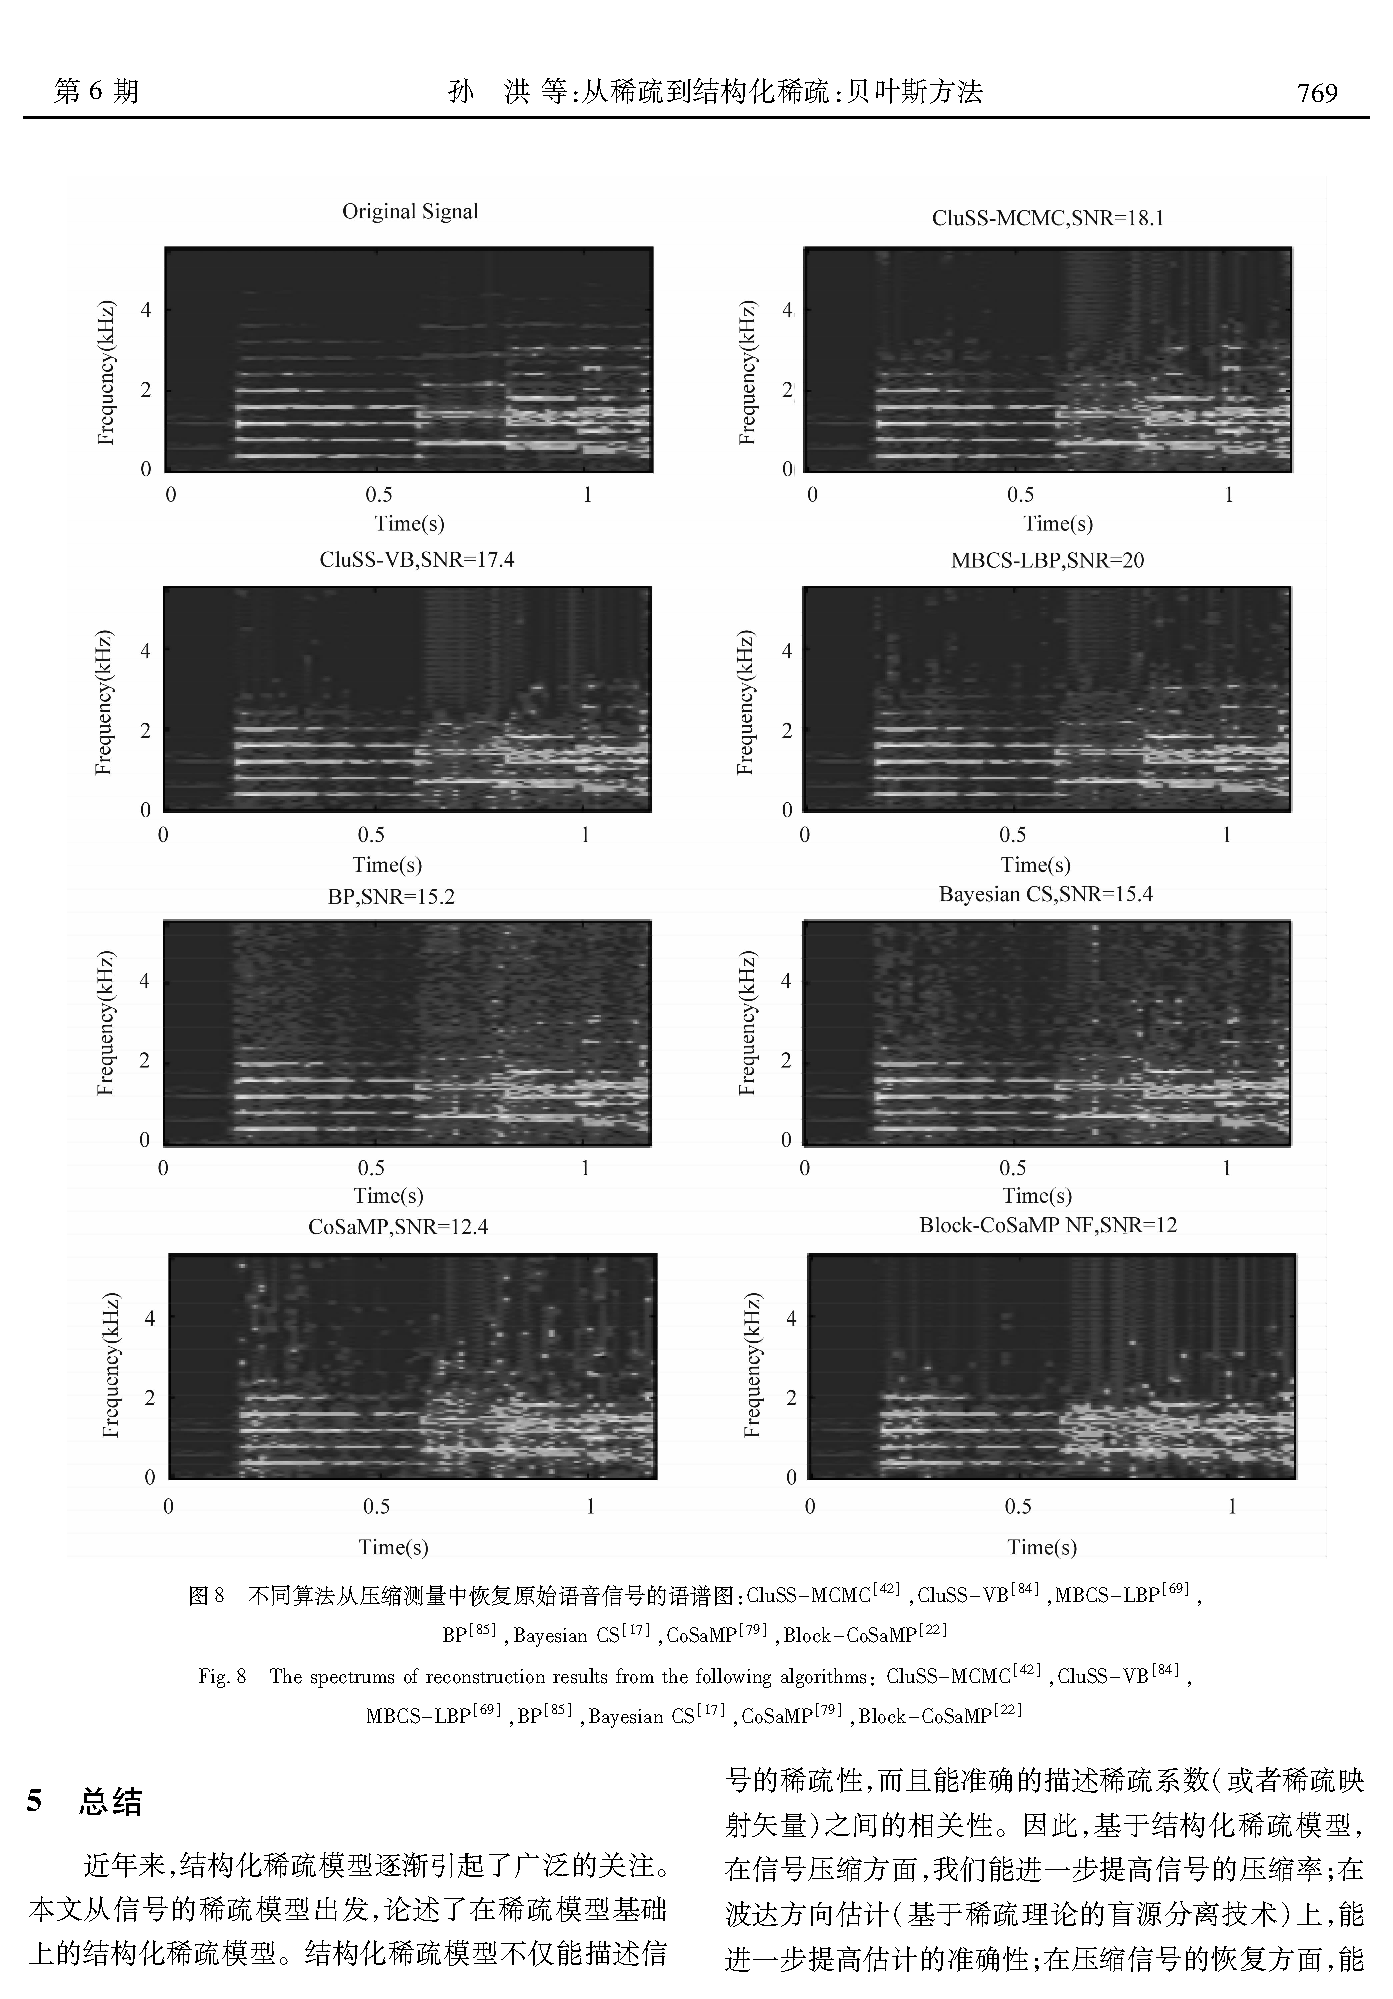 第 6 期
孙　洪 等:从稀疏到结构化稀疏:贝叶斯方法
769
Original Signal
Frequency(kHz)
4
2
0
0
0.5
1
Time(s)
CluSS-MCMC,SNR=18.1
Frequency(kHz)
4
2
0
0
0.5
1
Time(s)
CluSS-VB,SNR=17.4
Frequency(kHz)
4
2
0
0
0.5
1
Time(s)
MBCS-LBP,SNR=20
Frequency(kHz)
4
2
0
0
0.5
1
Time(s)
BP,SNR=15.2
Frequency(kHz)
4
2
0
0
0.5
1
Time(s)
Bayesian CS,SNR=15.4
Frequency(kHz)
4
2
0
0
0.5
1
Time(s)
CoSaMP,SNR=12.4
Frequency(kHz)
4
2
0
0
0.5
1
Time(s)
Block-CoSaMP NF,SNR=12
Frequency(kHz)
4
2
0
0
0.5
1
Time(s)
图 8　不同算法从压缩测量中恢复原始语音信号的语谱图:CluSS-MCMC[42],CluSS-VB[84],MBCS-LBP[69],
BP[85],Bayesian CS[17],CoSaMP[79],Block-CoSaMP[22]
Fig. 8　The spectrums of reconstruction results from the following algorithms: CluSS-MCMC[42],CluSS-VB[84],
MBCS-LBP[69],BP[85],Bayesian CS[17],CoSaMP[79],Block-CoSaMP[22]
5　总结
近年来,结构化稀疏模型逐渐引起了广泛的关注。
本文从信号的稀疏模型出发,论述了在稀疏模型基础
上的结构化稀疏模型。结构化稀疏模型不仅能描述信
号的稀疏性,而且能准确的描述稀疏系数(或者稀疏映
射矢量)之间的相关性。因此,基于结构化稀疏模型,
在信号压缩方面,我们能进一步提高信号的压缩率;在
波达方向估计(基于稀疏理论的盲源分离技术)上,能
进一步提高估计的准确性;在压缩信号的恢复方面,能